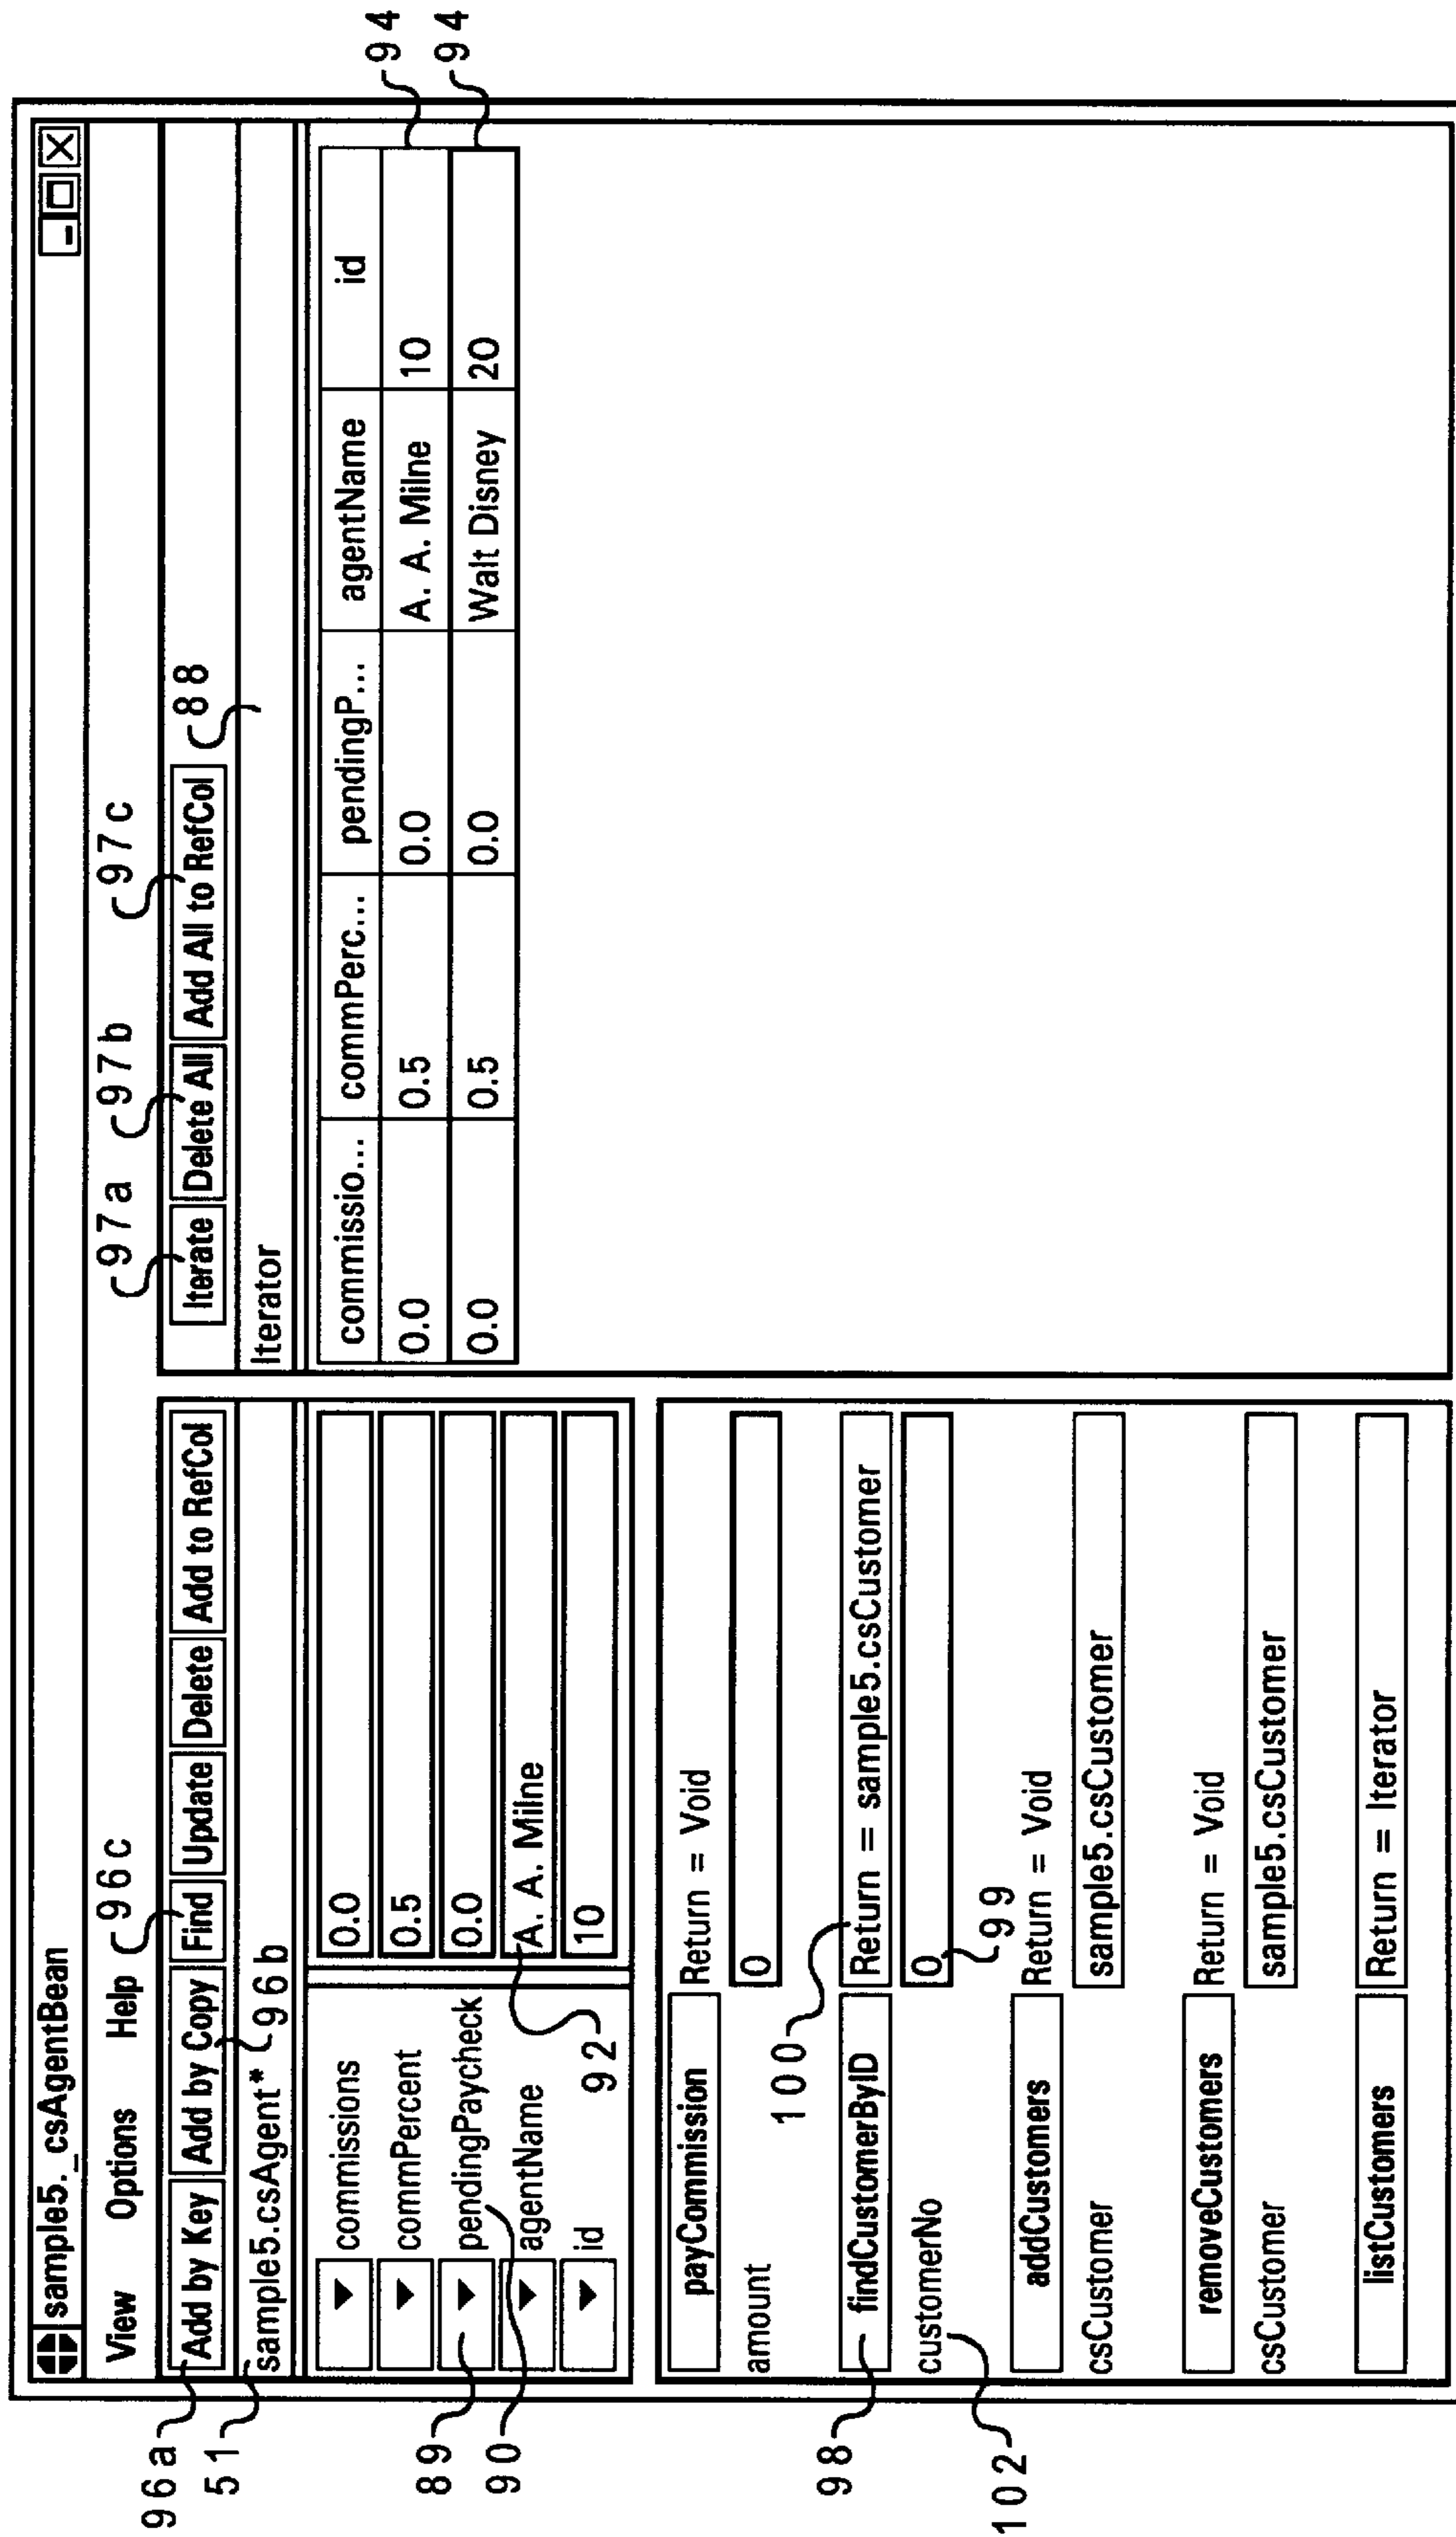 sample5._csAgentBean
View Options Help 96c 97a 97b 97c
96a Add by Key Add by Copy Find Update Delete Add to RefCol
Iterate Delete All Add All to RefCol 88
51 sample5.csAgent* 96b
Iterator
commissions 0.0
commPercent 0.5
89 pendingPaycheck 0.0
90 agentName A. A. Milne
id 10
92
commissio... commPerc... pendingP... agentName id
0.0 0.5 0.0 A. A. Milne 10 94
0.0 0.5 0.0 Walt Disney 20 94
payCommission Return = Void
amount 0
100
98 findCustomerByID Return = sample5.csCustomer
customerNo 0
99
102 addCustomers Return = Void
csCustomer sample5.csCustomer
removeCustomers Return = Void
csCustomer sample5.csCustomer
listCustomers Return = Iterator